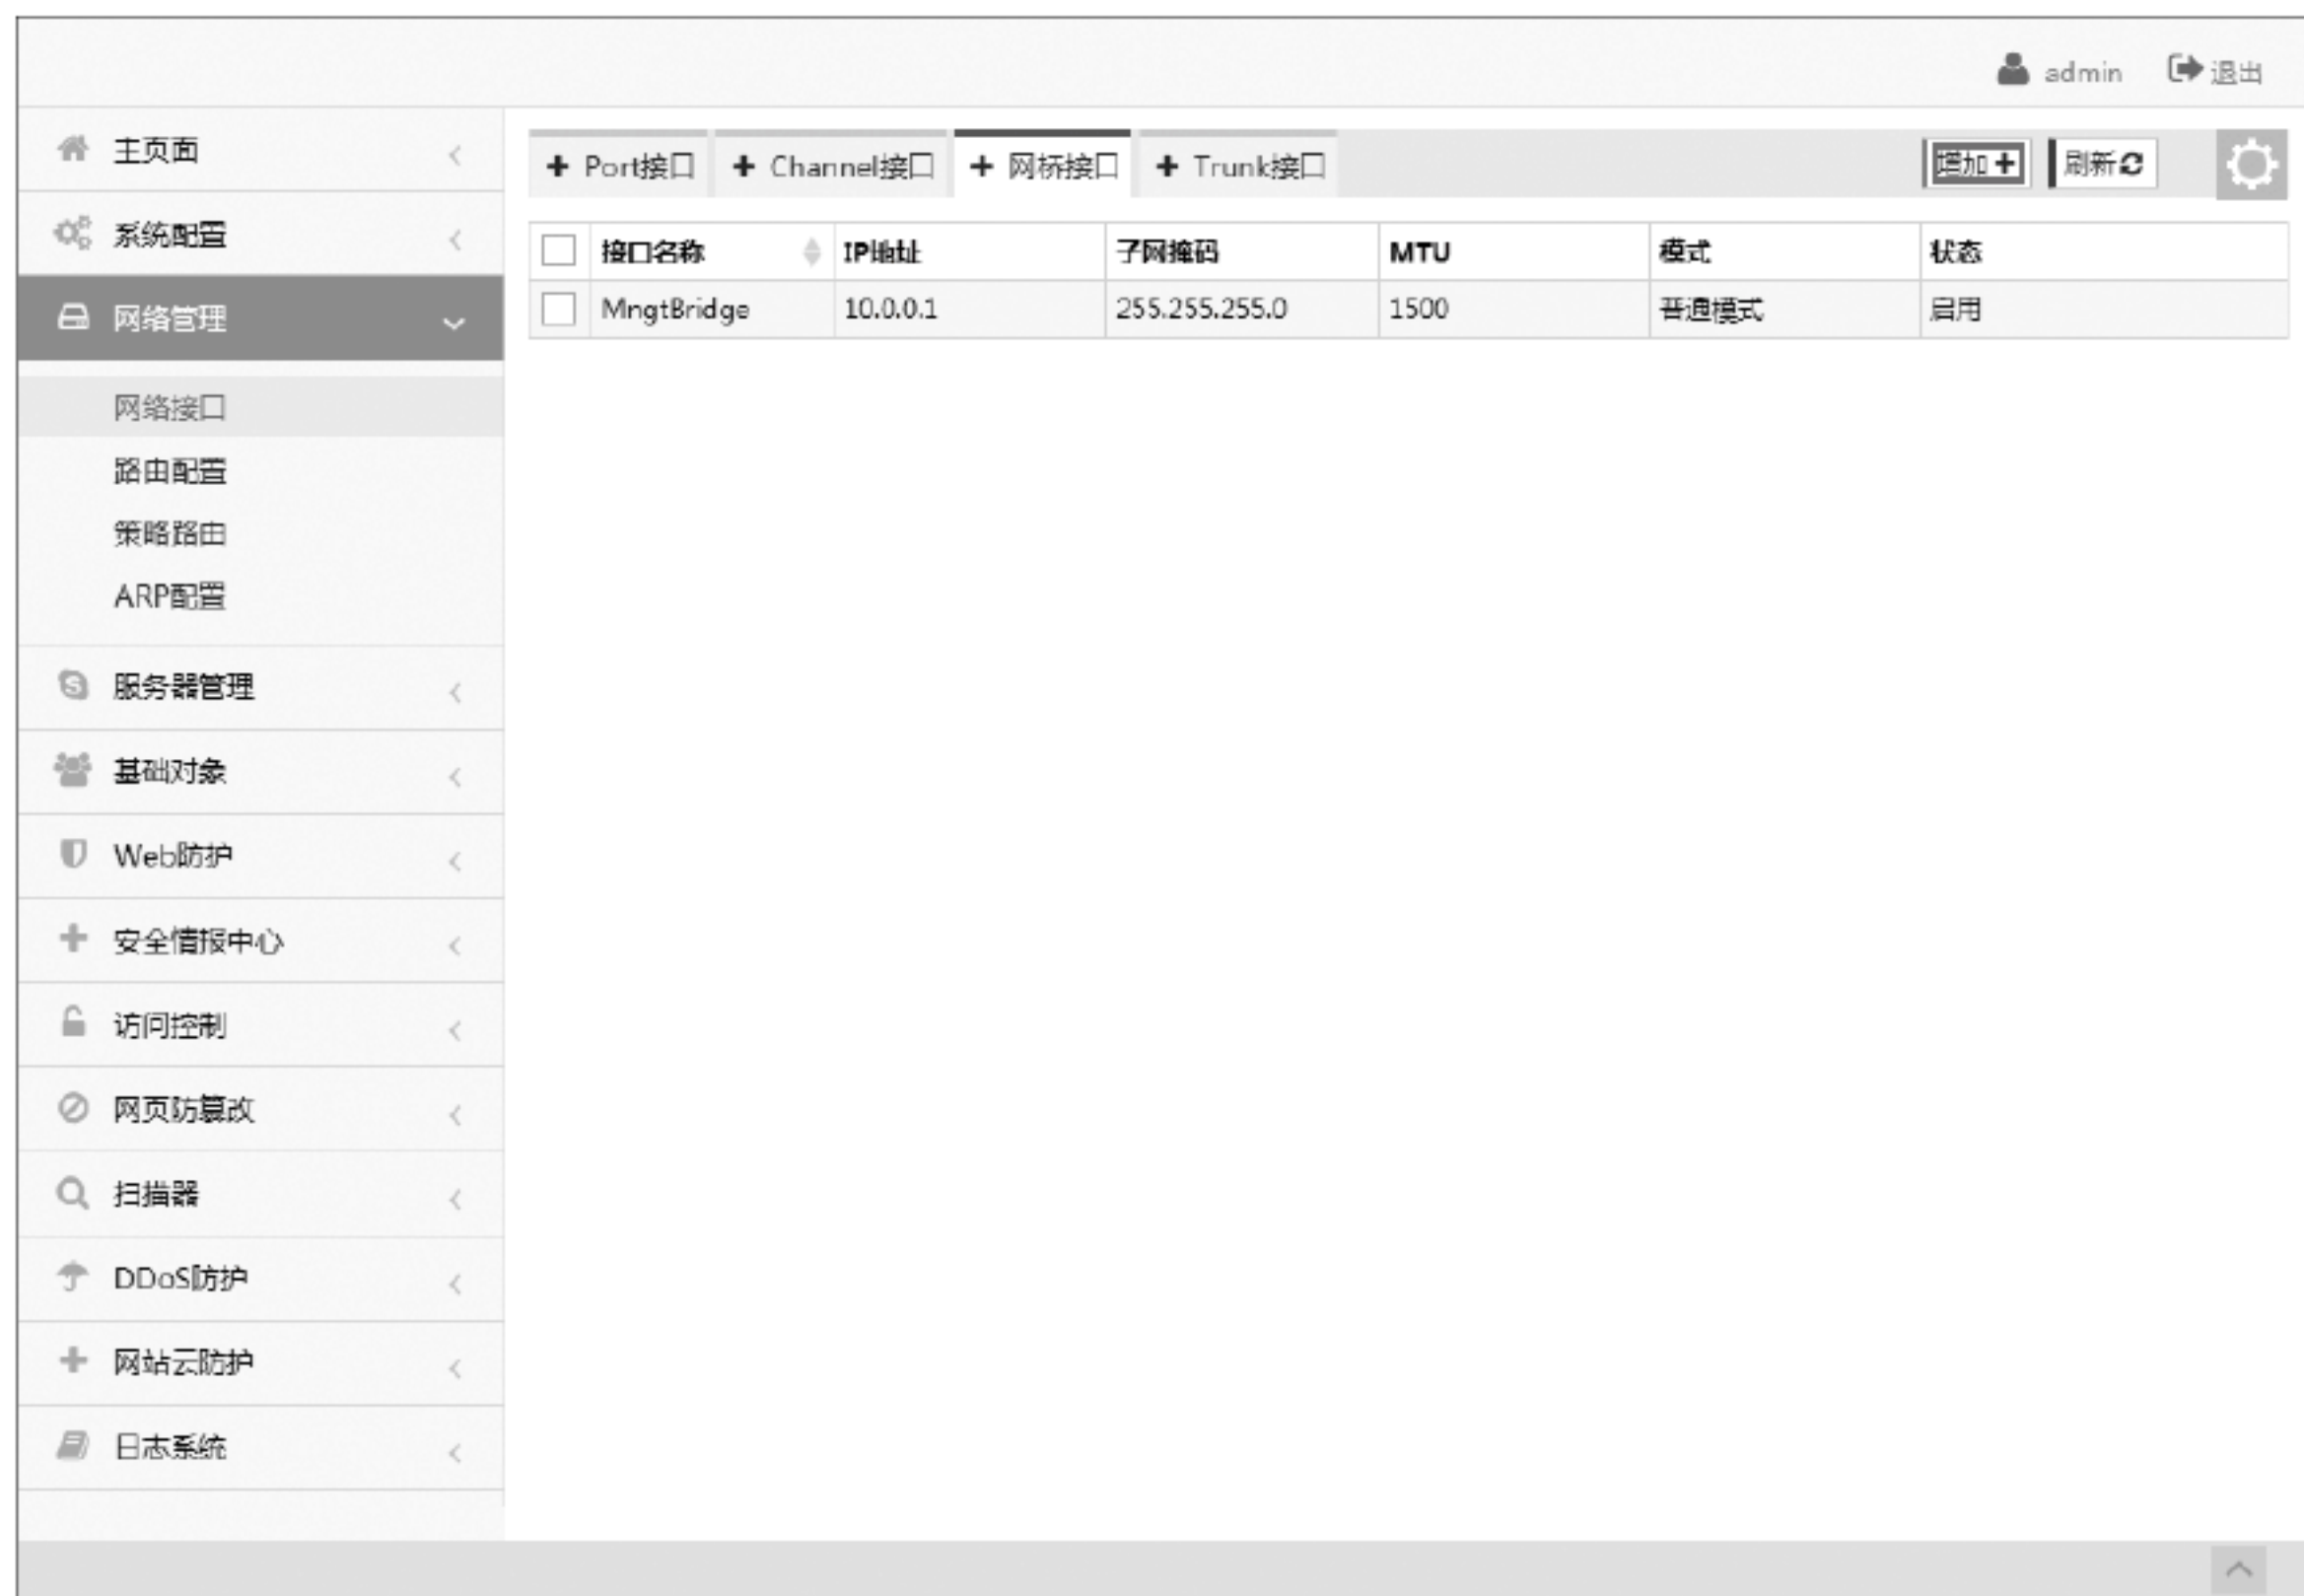 admin 退出
主页面
系统配置
网络管理
网络接口
路由配置
策略路由
ARP配置
服务器管理
基础对象
Web防护
安全情报中心
访问控制
网页防篡改
扫描器
DDoS防护
网站云防护
日志系统
+ Port接口 + Channel接口 + 网桥接口 + Trunk接口 增加+ 刷新
接口名称 IP地址 子网掩码 MTU 模式 状态
MngtBridge 10.0.0.1 255.255.255.0 1500 普通模式 启用